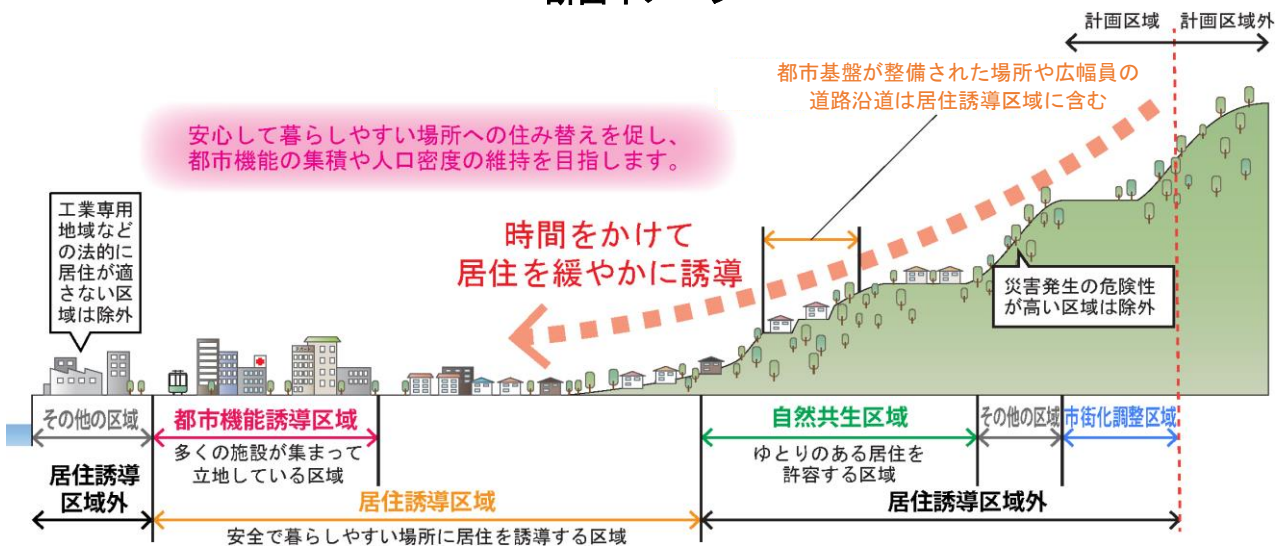 計画区域 計画区域外
都市基盤が整備された場所や広幅員の
道路沿道は居住誘導区域に含む
安心して暮らしやすい場所への住み替えを促し、
都市機能の集積や人口密度の維持を目指します。
工業専用
地域など
の法的に
居住が適
さない区
域は除外
時間をかけて
居住を緩やかに誘導
災害発生の危険性
が高い区域は除外
その他の区域
都市機能誘導区域
多くの施設が集まって
立地している区域
自然共生区域
ゆとりのある居住を
許容する区域
その他の区域
市街化調整区域
居住誘導
区域外
居住誘導区域
安全で暮らしやすい場所に居住を誘導する区域
居住誘導区域外